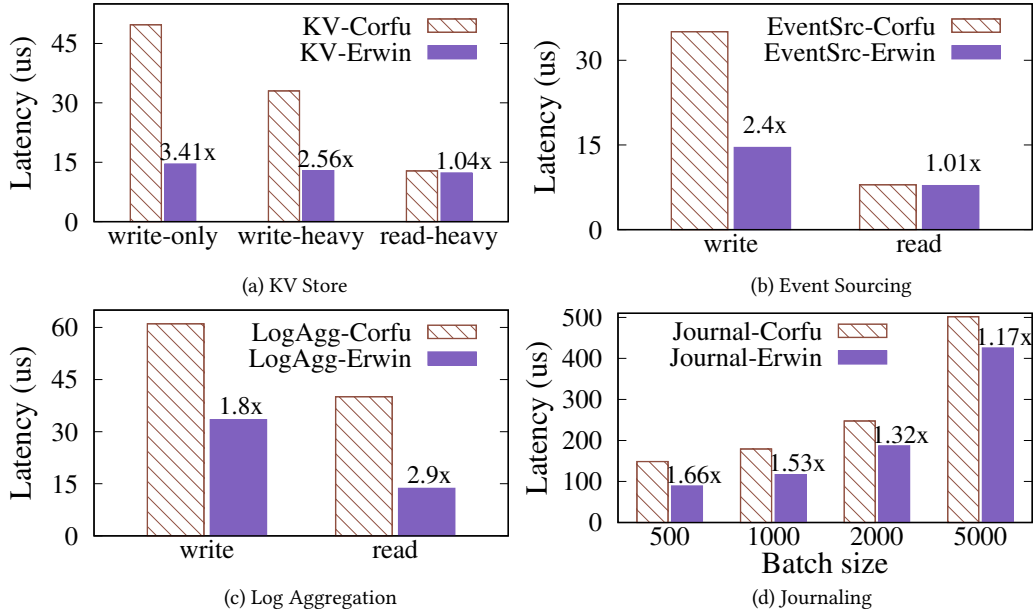 Latency (us)
45
30
15
0
KV-Corfu
KV-Erwin
3.41x
2.56x
1.04x
write-only
write-heavy
read-heavy
(a) KV Store
Latency (us)
30
15
0
EventSrc-Corfu
EventSrc-Erwin
2.4x
1.01x
write
read
(b) Event Sourcing
Latency (us)
60
45
30
15
0
LogAgg-Corfu
LogAgg-Erwin
1.8x
2.9x
write
read
(c) Log Aggregation
Latency (us)
500
400
300
200
100
0
Journal-Corfu
Journal-Erwin
1.66x
1.53x
1.32x
1.17x
500
1000
2000
5000
Batch size
(d) Journaling